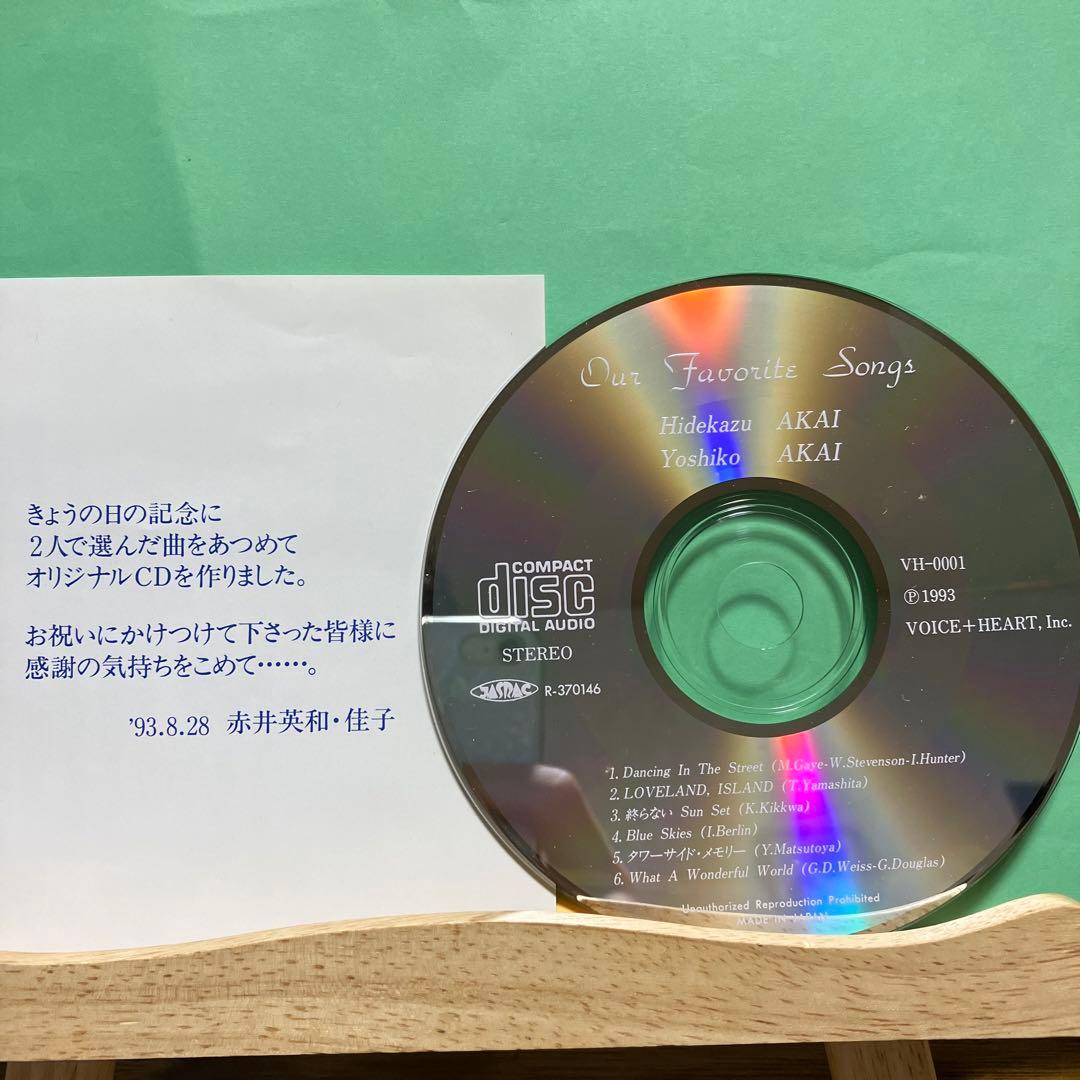 きょうの日の記念に
2人で選んだ曲をあつめて
オリジナルCDを作りました。
お祝いにかけつけて下さった皆様に
感謝の気持ちをこめて……。
'93.8.28 赤井英和・佳子
Our Favorite Songs
Hidekazu AKAI
Yoshiko AKAI
COMPACT
disc
DIGITAL AUDIO
STEREO
JASRAC R-370146
VH-0001
Ⓟ1993
VOICE+HEART, Inc.
1. Dancing In The Street (M.Gaye-W.Stevenson-I.Hunter)
2. LOVELAND, ISLAND (T.Yamashita)
3. 終らない Sun Set (K.Kikkwa)
4. Blue Skies (I.Berlin)
5. タワーサイド・メモリー (Y.Matsutoya)
6. What A Wonderful World (G.D.Weiss-G.Douglas)
Unauthorized Reproduction Prohibited
MADE IN JAPAN